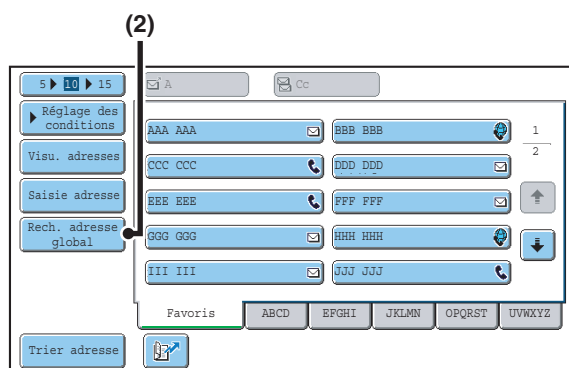 (2)
5 10 15
A
Cc
Réglage des
conditions
Visu. adresses
Saisie adresse
Rech. adresse
global
Trier adresse
AAA AAA
BBB BBB
CCC CCC
DDD DDD
EEE EEE
FFF FFF
GGG GGG
HHH HHH
III III
JJJ JJJ
1
2
Favoris
ABCD
EFGHI
JKLMN
OPQRST
UVWXYZ